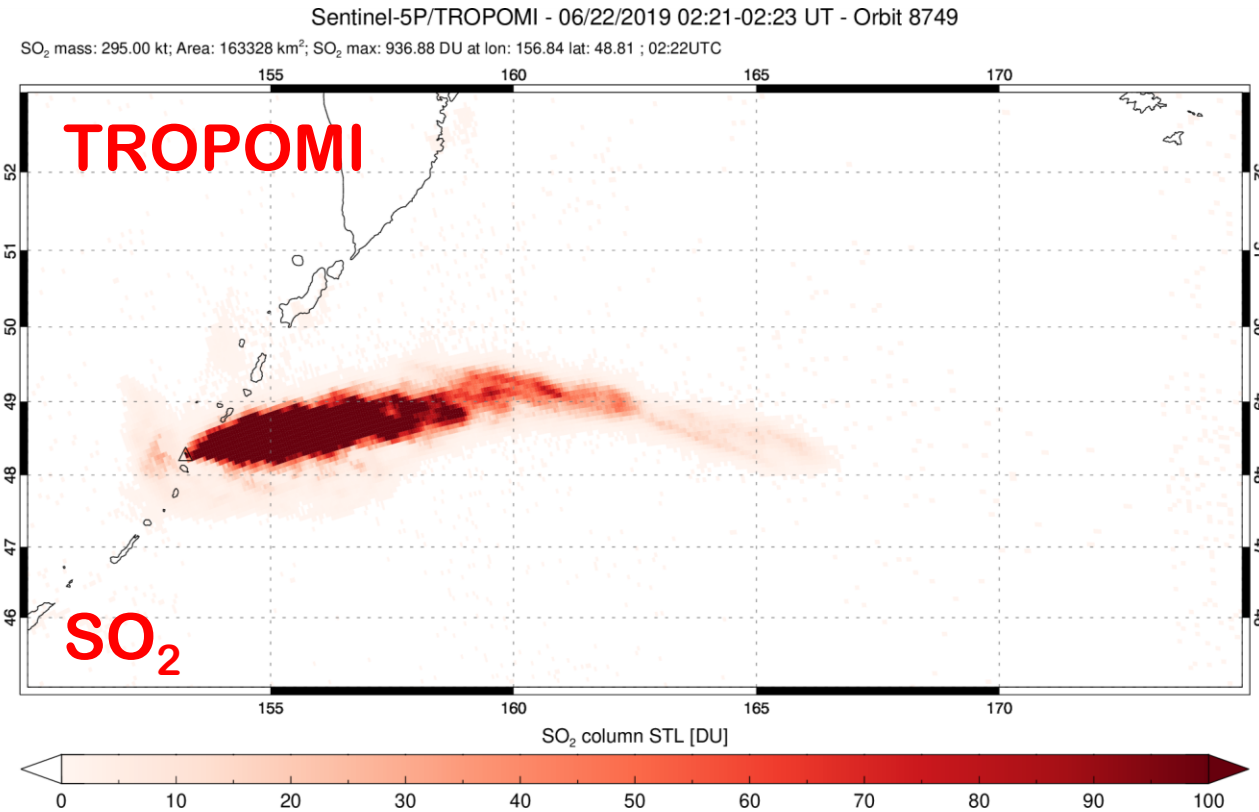 Sentinel-5P/TROPOMI - 06/22/2019 02:21-02:23 UT - Orbit 8749
SO₂ mass: 295.00 kt; Area: 163328 km²; SO₂ max: 936.88 DU at lon: 156.84 lat: 48.81 ; 02:22UTC
155 160 165 170
TROPOMI
52
51
50
49
48
47
46
SO₂
155 160 165 170
SO₂ column STL [DU]
0 10 20 30 40 50 60 70 80 90 100